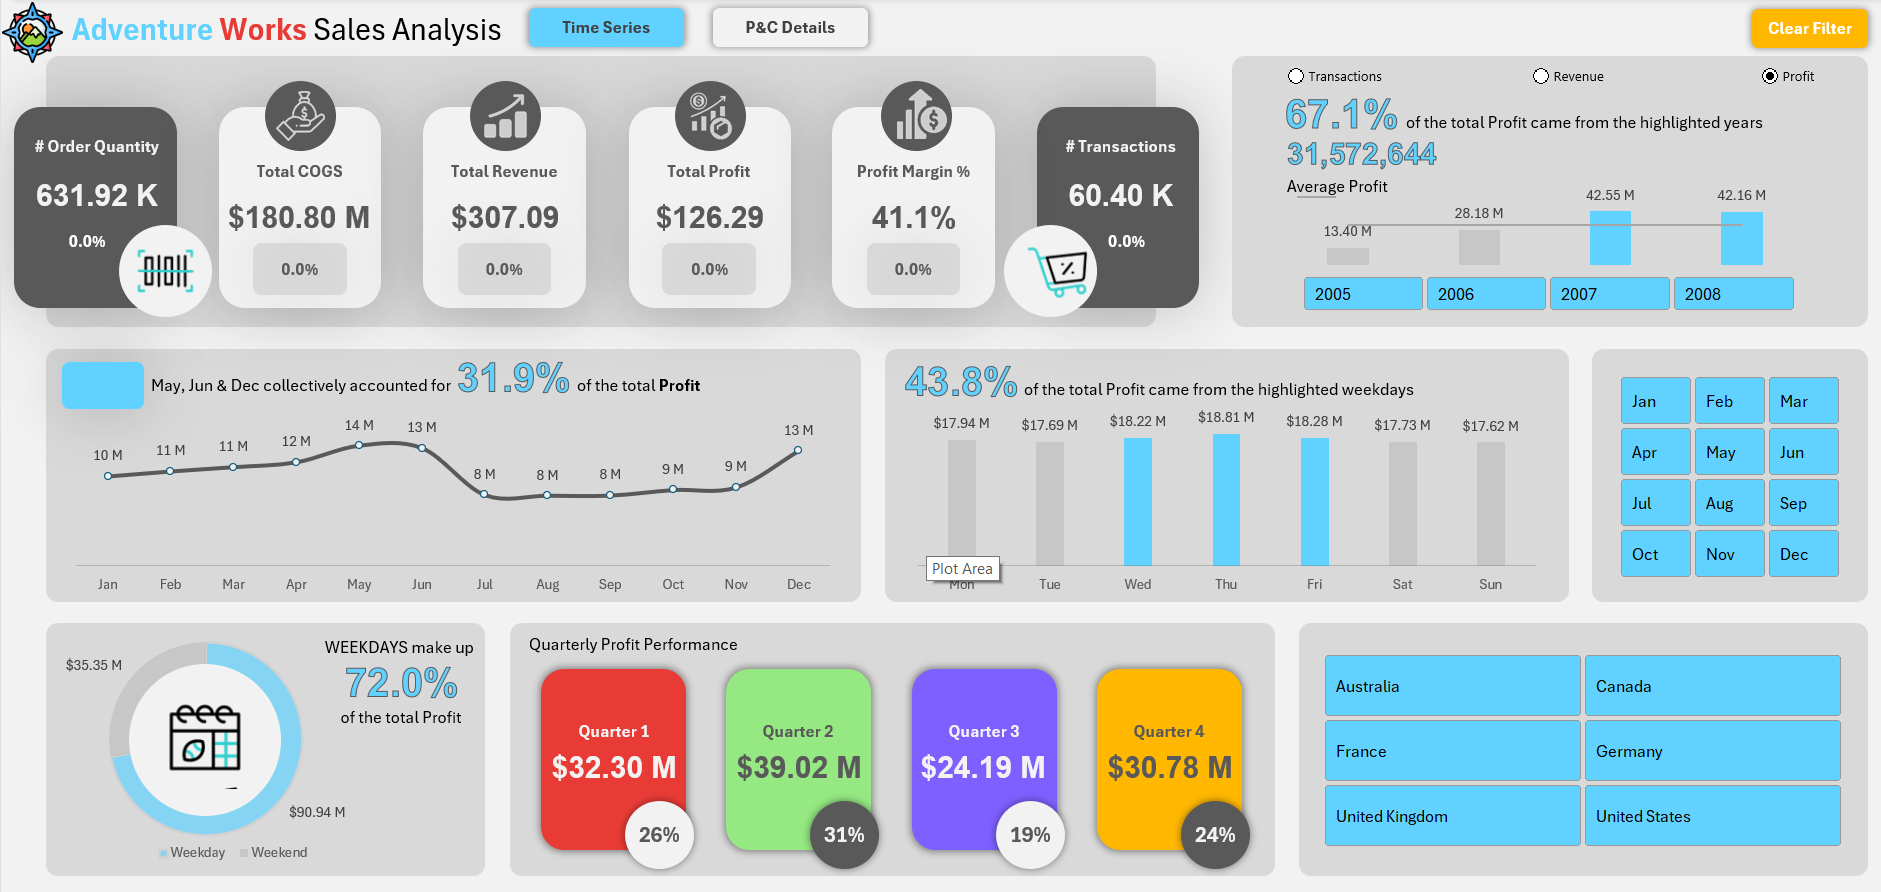 Adventure Works Sales Analysis
Time Series
P&C Details
Clear Filter
# Order Quantity
631.92 K
0.0%
Total COGS
$180.80 M
0.0%
Total Revenue
$307.09
0.0%
Total Profit
$126.29
0.0%
Profit Margin %
41.1%
0.0%
# Transactions
60.40 K
0.0%
Transactions
Revenue
Profit
67.1% of the total Profit came from the highlighted years
31,572,644
Average Profit
13.40 M
28.18 M
42.55 M
42.16 M
2005
2006
2007
2008
May, Jun & Dec collectively accounted for 31.9% of the total Profit
10 M
11 M
11 M
12 M
14 M
13 M
8 M
8 M
8 M
9 M
9 M
13 M
Jan
Feb
Mar
Apr
May
Jun
Jul
Aug
Sep
Oct
Nov
Dec
43.8% of the total Profit came from the highlighted weekdays
$17.94 M
$17.69 M
$18.22 M
$18.81 M
$18.28 M
$17.73 M
$17.62 M
Plot Area
Mon
Tue
Wed
Thu
Fri
Sat
Sun
Jan
Feb
Mar
Apr
May
Jun
Jul
Aug
Sep
Oct
Nov
Dec
$35.35 M
$90.94 M
Weekday
Weekend
WEEKDAYS make up
72.0%
of the total Profit
Quarterly Profit Performance
Quarter 1
$32.30 M
26%
Quarter 2
$39.02 M
31%
Quarter 3
$24.19 M
19%
Quarter 4
$30.78 M
24%
Australia
Canada
France
Germany
United Kingdom
United States